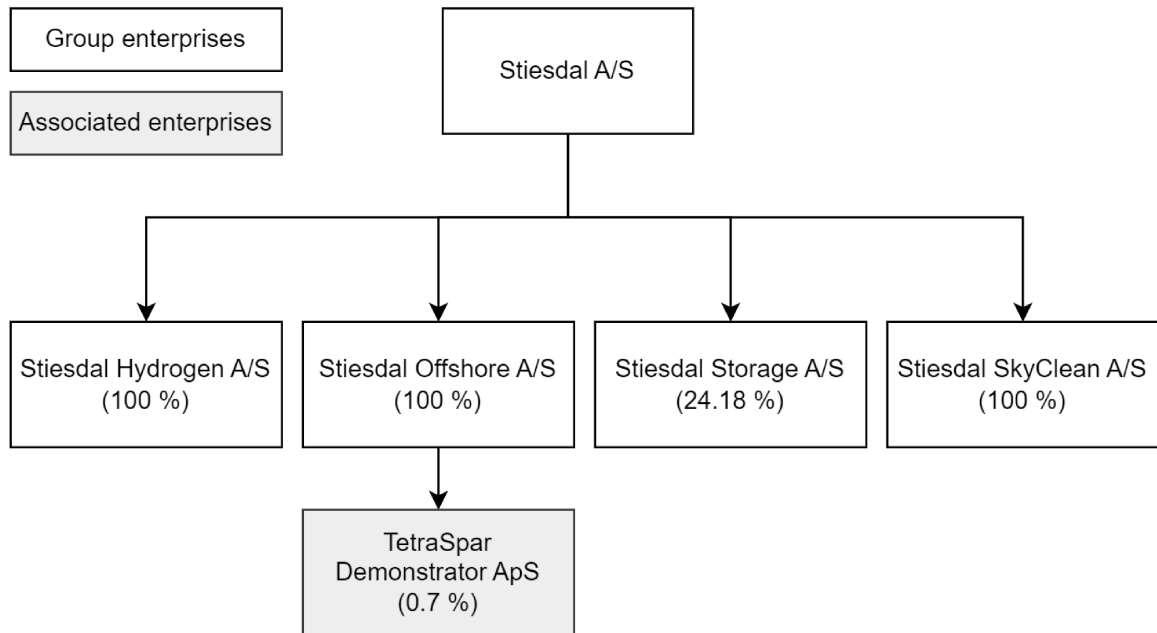 Group enterprises
Associated enterprises
Stiesdal A/S
Stiesdal Hydrogen A/S
(100 %)
Stiesdal Offshore A/S
(100 %)
Stiesdal Storage A/S
(24.18 %)
Stiesdal SkyClean A/S
(100 %)
TetraSpar
Demonstrator ApS
(0.7 %)